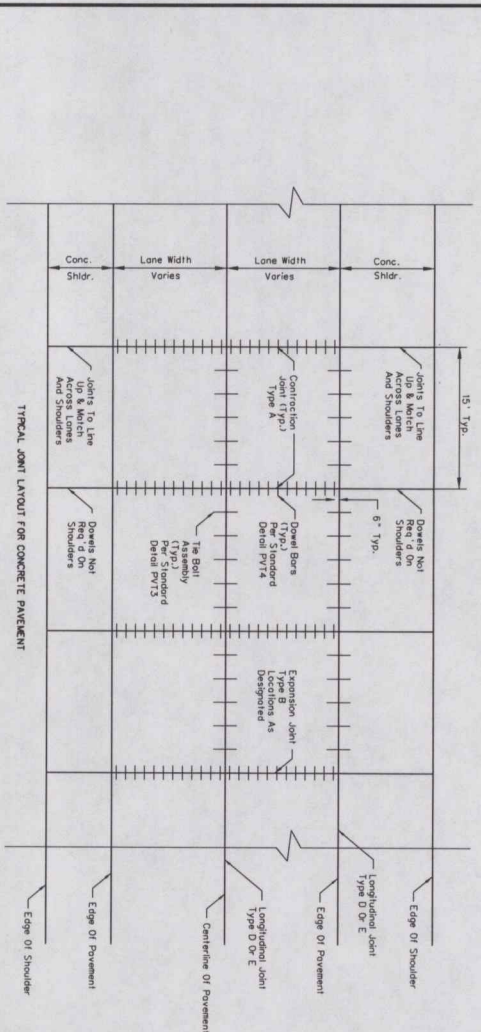 Conc.
Shldr.
Lane Width
Varies
Lane Width
Varies
Conc.
Shldr.
15' Typ.
Joints To Line
Up & Match
Across Lanes
And Shoulders
Dowels Not
Req'd On
Shoulders
6" Typ.
Contraction
Joint (Typ.)
Type A
Dowel Bars
(Typ.)
Per Standard
Detail PVT4
Expansion Joint
Type B
Locations As
Designated
Tie Bolt
Assembly
(Typ.)
Per Standard
Detail PVT3
Joints To Line
Up & Match
Across Lanes
And Shoulders
Dowels Not
Req'd On
Shoulders
Edge Of Shoulder
Longitudinal Joint
Type D Or E
Edge Of Pavement
Longitudinal Joint
Type D Or E
Centerline Of Pavement
Edge Of Pavement
Edge Of Shoulder
TYPICAL JOINT LAYOUT FOR CONCRETE PAVEMENT